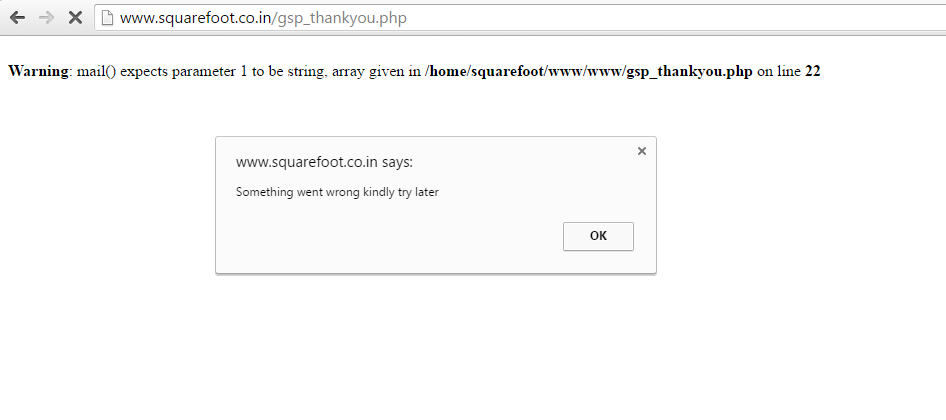 www.squarefoot.co.in/gsp_thankyou.php
Warning: mail() expects parameter 1 to be string, array given in /home/squarefoot/www/www/gsp_thankyou.php on line 22
www.squarefoot.co.in says:
Something went wrong kindly try later
OK